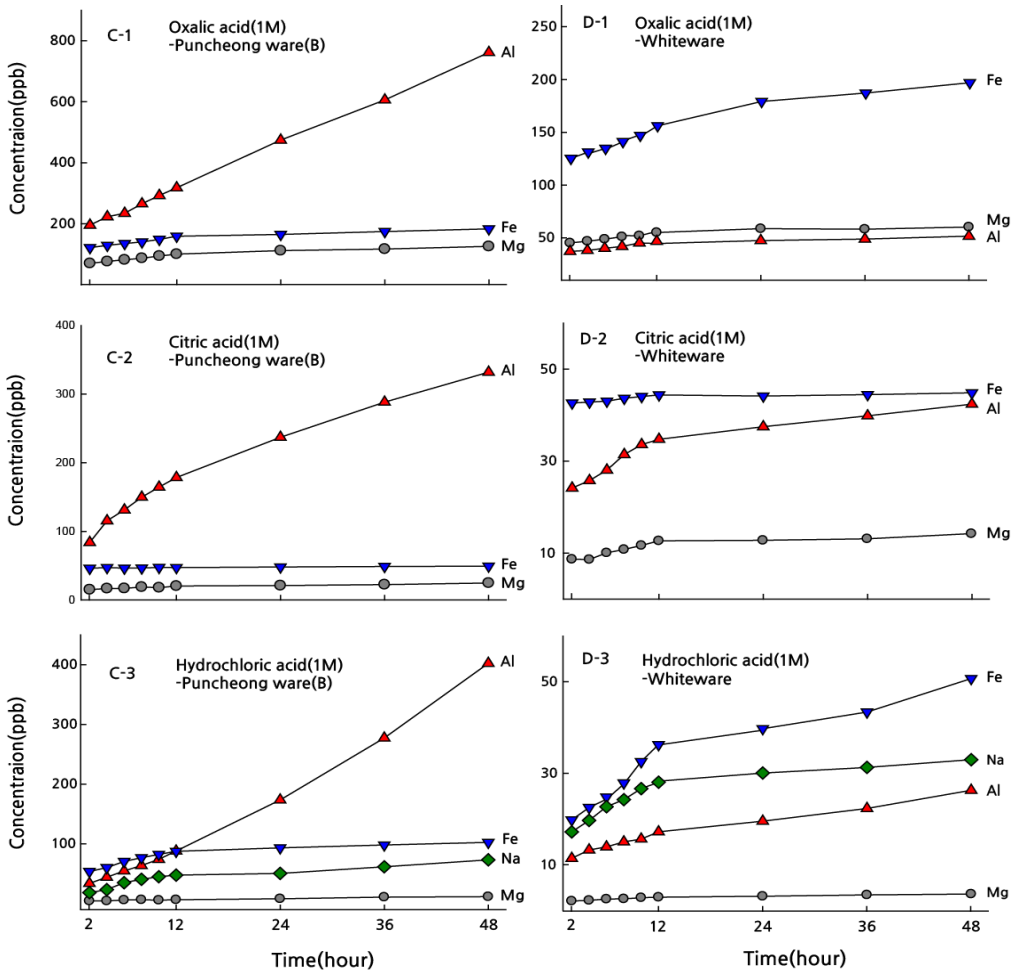 C-1
Oxalic acid(1M)
-Puncheong ware(B)
800
600
400
200
Concentraion(ppb)
Al
Fe
Mg
D-1
Oxalic acid(1M)
-Whiteware
250
200
150
100
50
Fe
Mg
Al
C-2
Citric acid(1M)
-Puncheong ware(B)
400
300
200
100
0
Concentraion(ppb)
Al
Fe
Mg
D-2
Citric acid(1M)
-Whiteware
50
30
10
Fe
Al
Mg
C-3
Hydrochloric acid(1M)
-Puncheong ware(B)
400
300
200
100
Concentraion(ppb)
Al
Fe
Na
Mg
2 12 24 36 48
Time(hour)
D-3
Hydrochloric acid(1M)
-Whiteware
50
30
10
Fe
Na
Al
Mg
2 12 24 36 48
Time(hour)